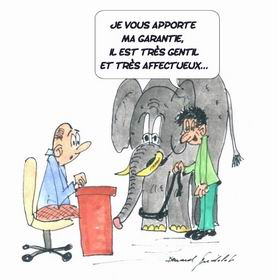 JE VOUS APPORTE
MA GARANTIE,
IL EST TRÈS GENTIL
ET TRÈS AFFECTUEUX...